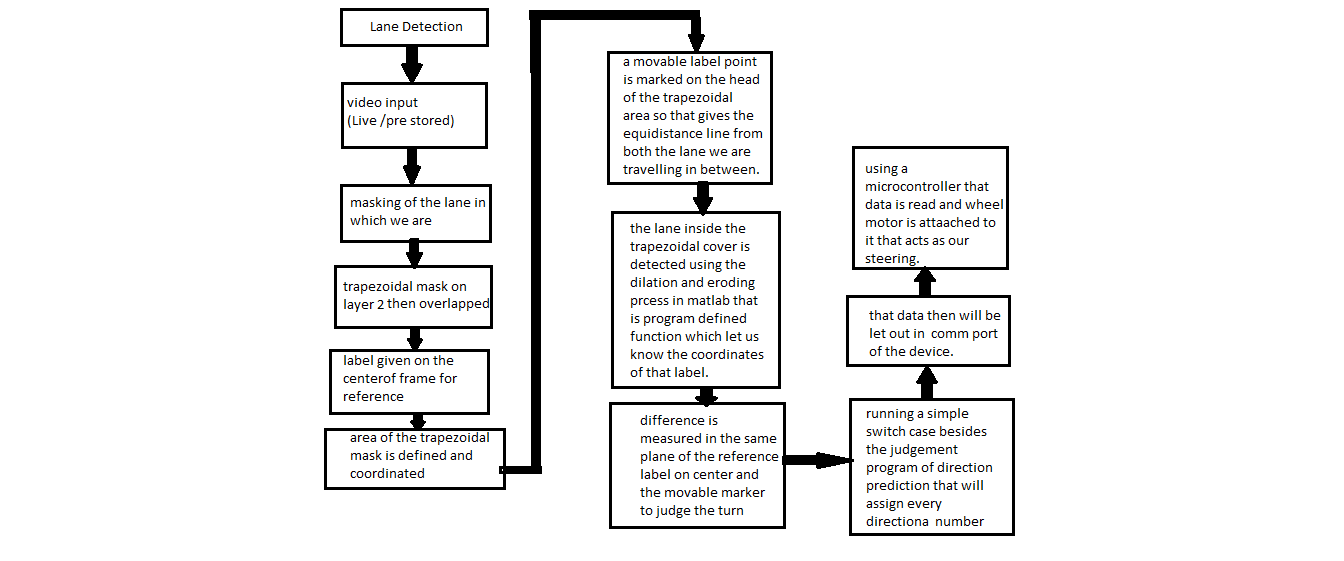 Lane Detection
video input
(Live /pre stored)
masking of the lane in
which we are
trapezoidal mask on
layer 2 then overlapped
label given on the
centerof frame for
reference
area of the trapezoidal
mask is defined and
coordinated
a movable label point
is marked on the head
of the trapezoidal
area so that gives the
equidistance line from
both the lane we are
travelling in between.
the lane inside the
trapezoidal cover is
detected using the
dilation and eroding
prcess in matlab that
is program defined
function which let us
know the coordinates
of that label.
difference is
measured in the same
plane of the reference
label on center and
the movable marker
to judge the turn
running a simple
switch case besides
the judgement
program of direction
prediction that will
assign every
directiona number
that data then will be
let out in comm port
of the device.
using a
microcontroller that
data is read and wheel
motor is attaached to
it that acts as our
steering.